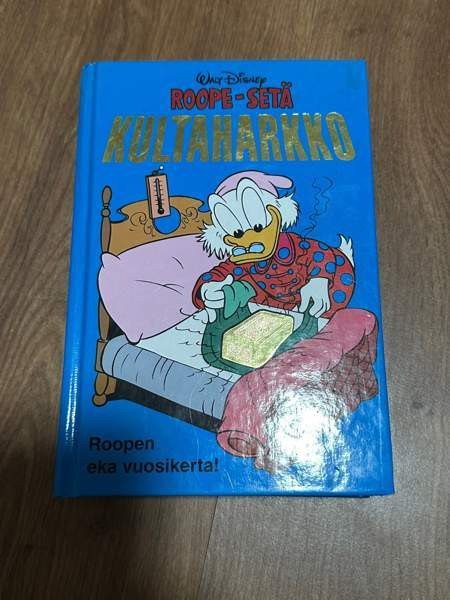 Walt Disney
ROOPE-SETÄ
KULTAHARKKO
Roopen
eka vuosikerta!